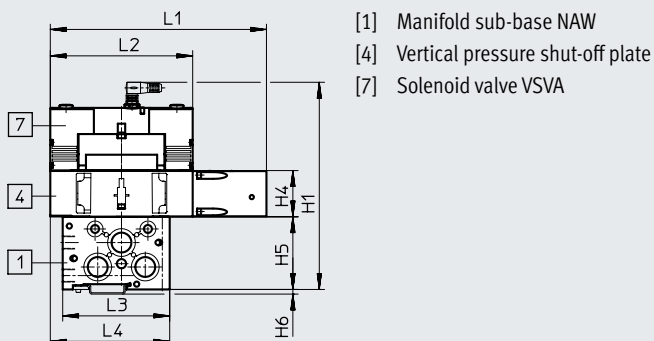 L1
L2
[1] Manifold sub-base NAW
[4] Vertical pressure shut-off plate
[7] Solenoid valve VSVA
7
4
1
H4
H1
H5
H6
L3
L4